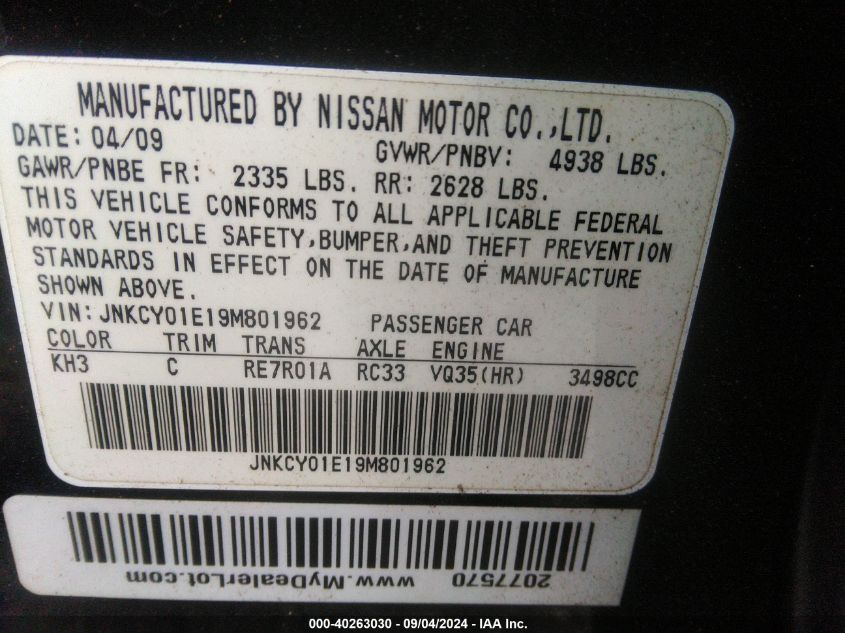 MANUFACTURED BY NISSAN MOTOR CO.,LTD.
DATE: 04/09 GVWR/PNBV: 4938 LBS.
GAWR/PNBE FR: 2335 LBS. RR: 2628 LBS.
THIS VEHICLE CONFORMS TO ALL APPLICABLE FEDERAL
MOTOR VEHICLE SAFETY,BUMPER,AND THEFT PREVENTION
STANDARDS IN EFFECT ON THE DATE OF MANUFACTURE
SHOWN ABOVE.
VIN: JNKCY01E19M801962 PASSENGER CAR
COLOR TRIM TRANS AXLE ENGINE
KH3 C RE7R01A RC33 VQ35(HR) 3498CC
JNKCY01E19M801962
www.MyDealerLot.com 2077570
000-40263030 - 09/04/2024 - IAA Inc.